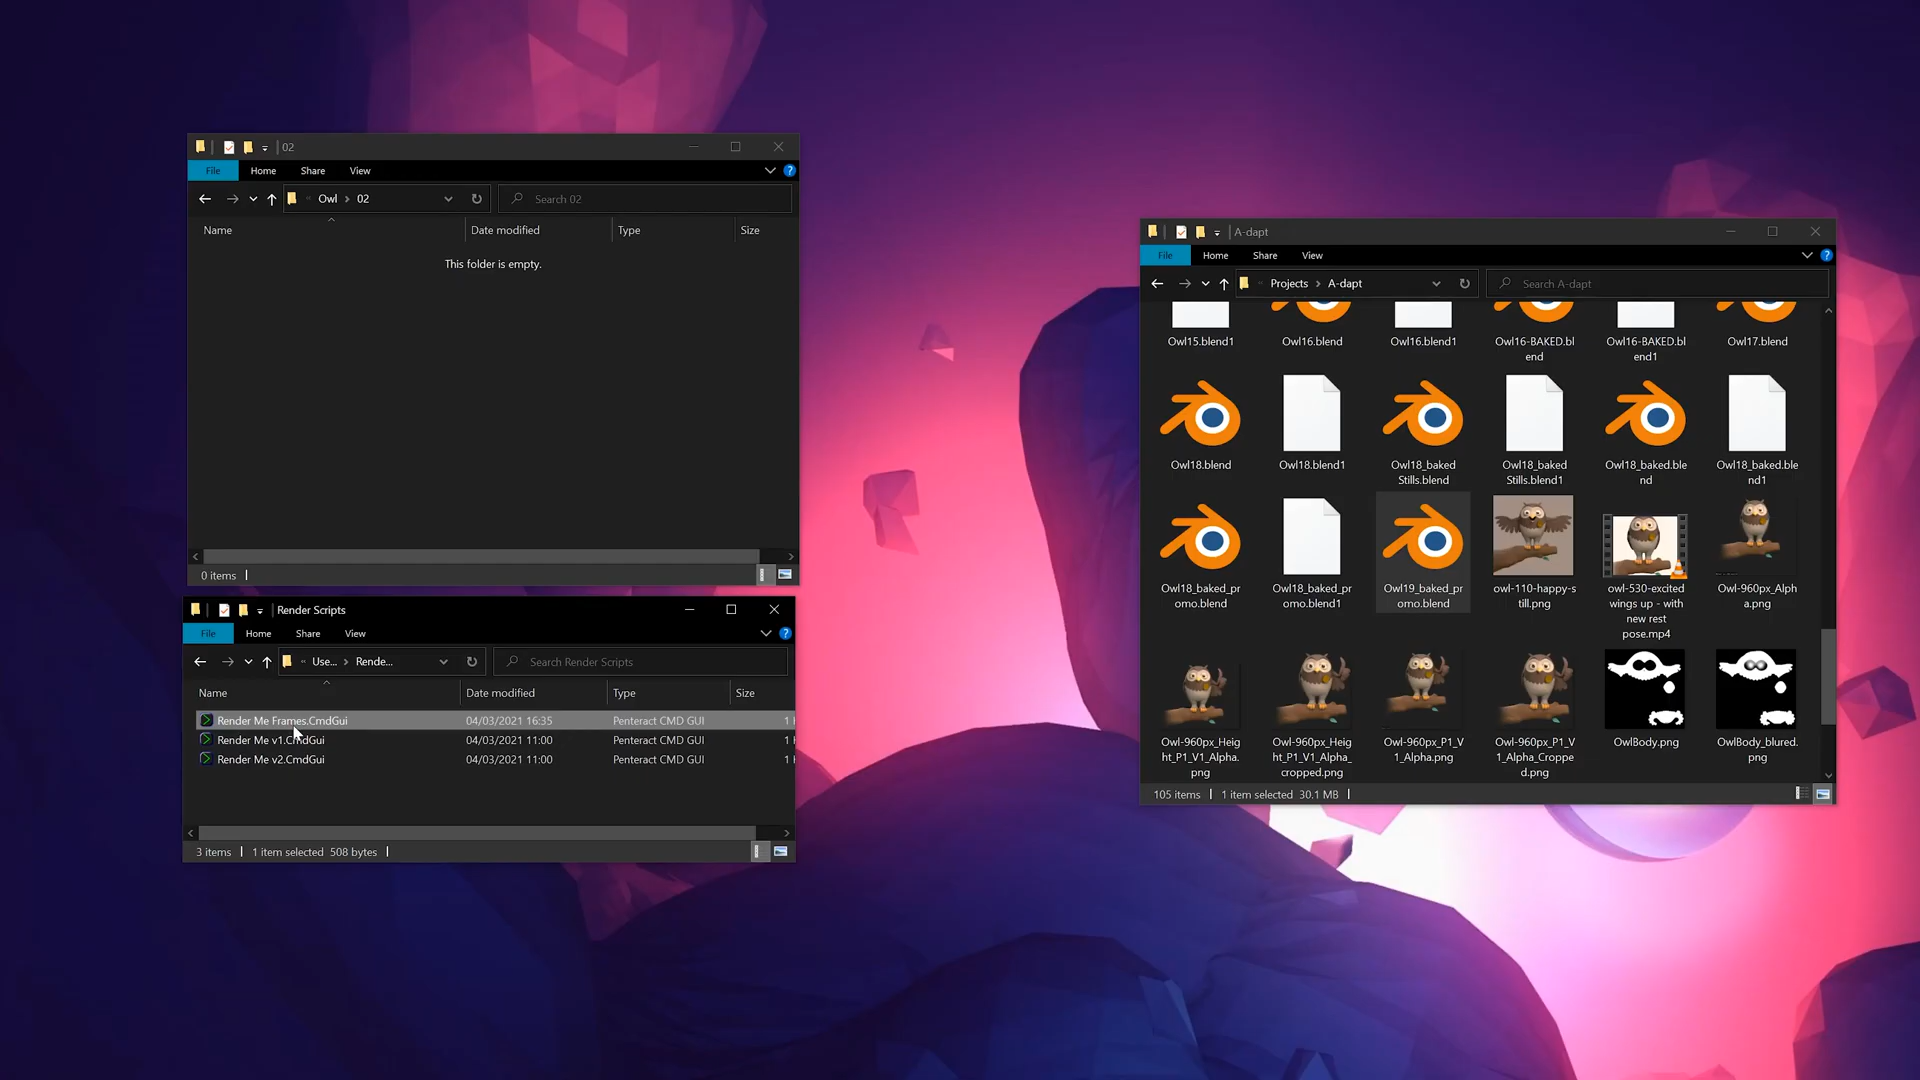 02
File Home Share View
Owl 02 Search 02
Name Date modified Type Size
This folder is empty.
0 items
Render Scripts
File Home Share View
Use... Rende... Search Render Scripts
Name Date modified Type Size
Render Me Frames.CmdGui 04/03/2021 16:35 Penteract CMD GUI 1
Render Me v1.CmdGui 04/03/2021 11:00 Penteract CMD GUI 1
Render Me v2.CmdGui 04/03/2021 11:00 Penteract CMD GUI 1
3 items 1 item selected 508 bytes
A-dapt
File Home Share View
Projects A-dapt Search A-dapt
Owl15.blend1
Owl16.blend
Owl16.blend1
Owl16-BAKED.bl
end
Owl16-BAKED.bl
end1
Owl17.blend
Owl18.blend
Owl18.blend1
Owl18_baked
Stills.blend
Owl18_baked
Stills.blend1
Owl18_baked.ble
nd
Owl18_baked.ble
nd1
Owl18_baked_pr
omo.blend
Owl18_baked_pr
omo.blend1
Owl19_baked_pr
omo.blend
owl-110-happy-s
till.png
owl-530-excited
wings up - with
new rest
pose.mp4
Owl-960px_Alph
a.png
Owl-960px_Heig
ht_P1_V1_Alpha.
png
Owl-960px_Heig
ht_P1_V1_Alpha_
cropped.png
Owl-960px_P1_V
1_Alpha.png
Owl-960px_P1_V
1_Alpha_Croppe
d.png
OwlBody.png
OwlBody_blured.
png
105 items 1 item selected 30.1 MB